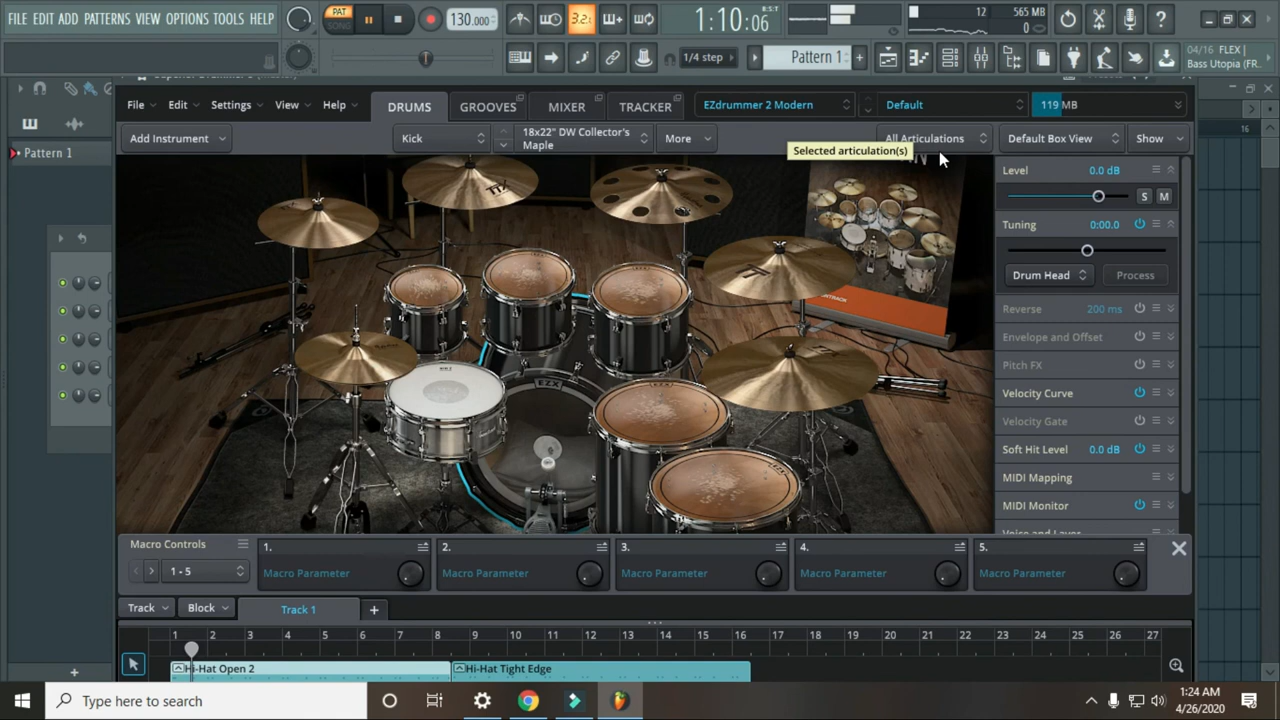 FILE EDIT ADD PATTERNS VIEW OPTIONS TOOLS HELP
PAT
SONG
130.000
3.2:
1:10:06
B:S:T
12
565 MB
0
1/4 step
Pattern 1
04/16 FLEX |
Bass Utopia (FR..
File
Edit
Settings
View
Help
DRUMS
GROOVES
MIXER
TRACKER
EZdrummer 2 Modern
Default
119 MB
Add Instrument
Kick
18x22" DW Collector's
Maple
More
All Articulations
Default Box View
Show
Selected articulation(s)
Pattern 1
16
Level
0.0 dB
S
M
Tuning
0:00.0
Drum Head
Process
Reverse
200 ms
Envelope and Offset
Pitch FX
Velocity Curve
Velocity Gate
Soft Hit Level
0.0 dB
MIDI Mapping
MIDI Monitor
Voice and Layer
EZX
Macro Controls
1 - 5
1.
Macro Parameter
2.
Macro Parameter
3.
Macro Parameter
4.
Macro Parameter
5.
Macro Parameter
Track
Block
Track 1
+
1 2 3 4 5 6 7 8 9 10 11 12 13 14 15 16 17 18 19 20 21 22 23 24 25 26 27
Hi-Hat Open 2
Hi-Hat Tight Edge
Type here to search
1:24 AM
4/26/2020